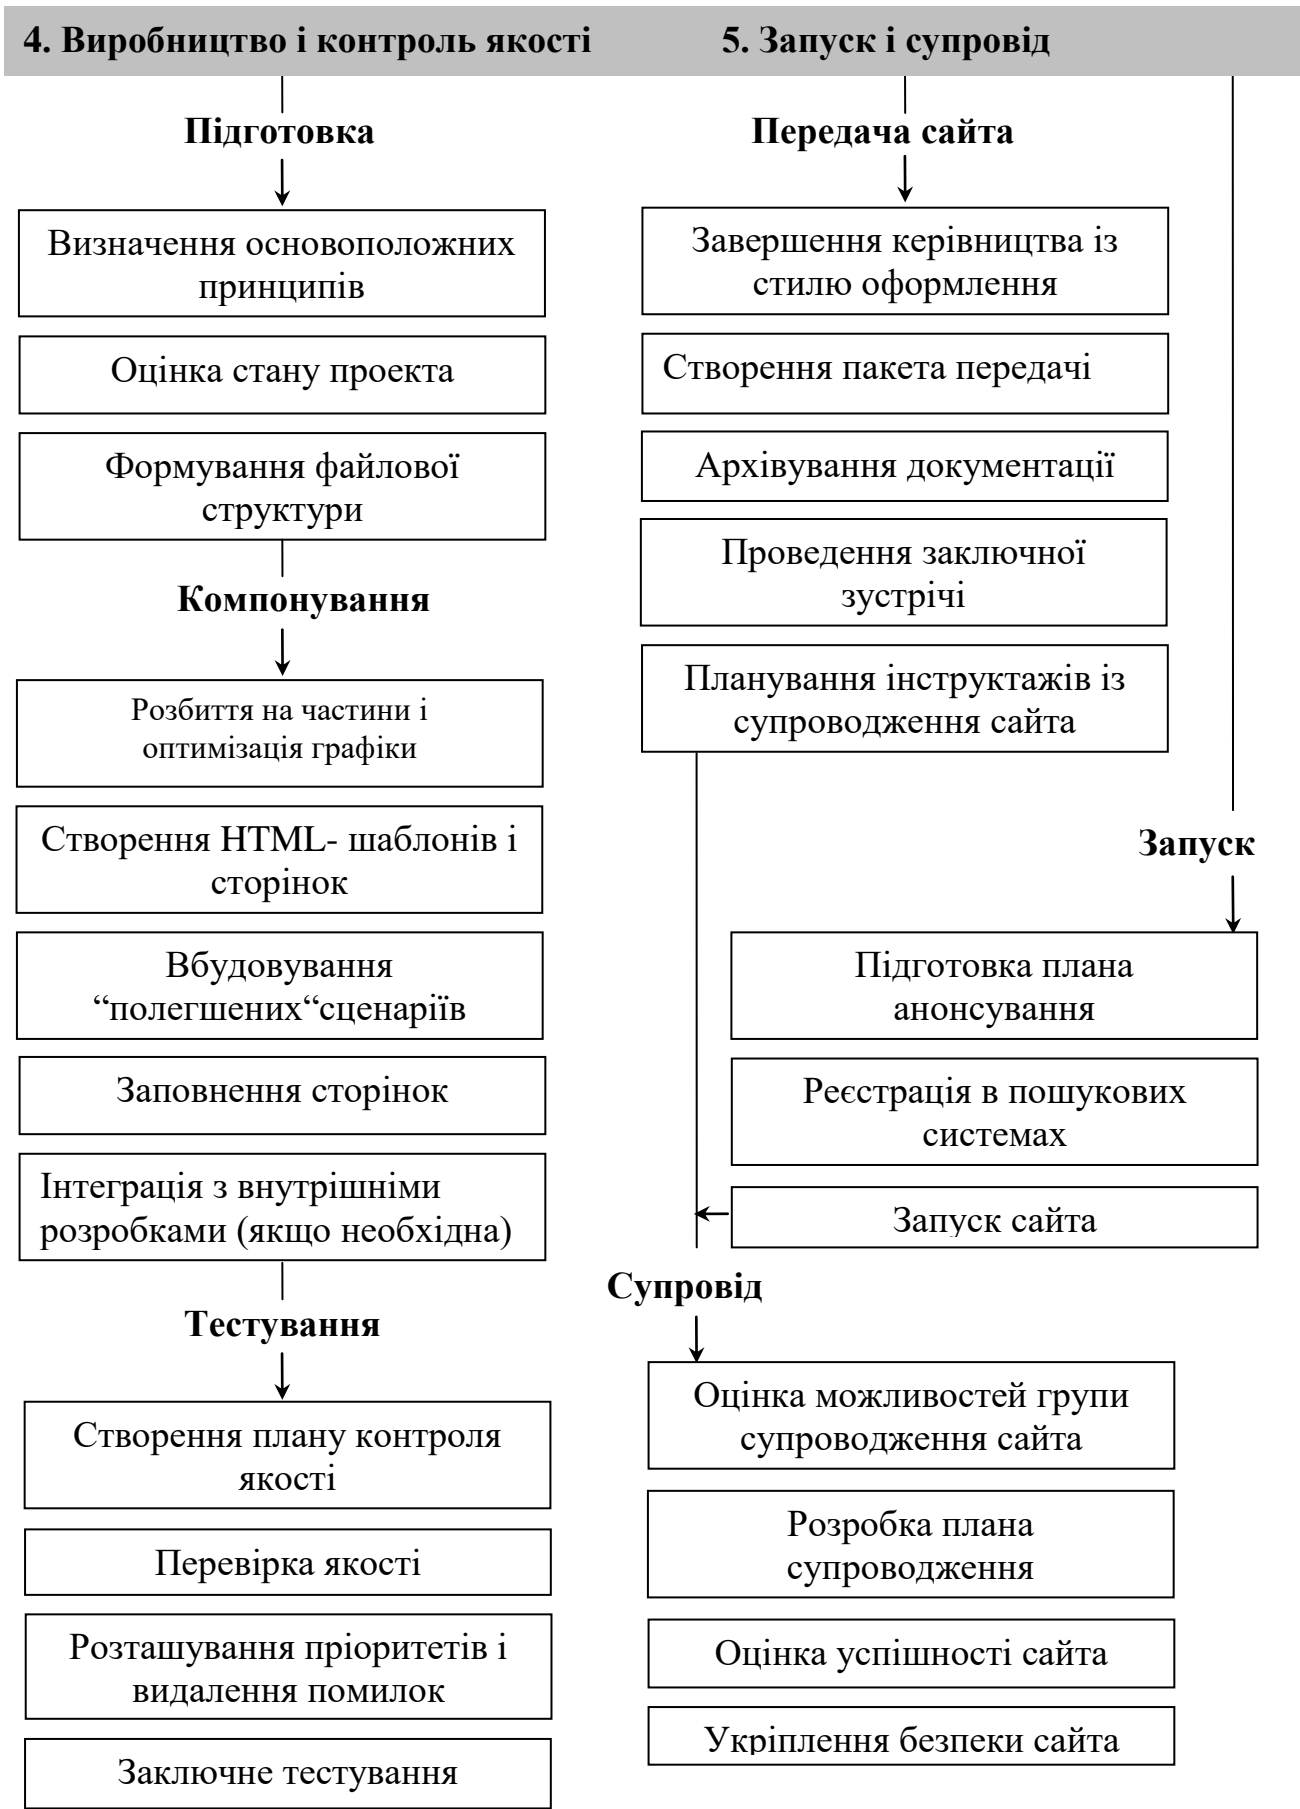 4. Виробництво і контроль якості
5. Запуск і супровід
Підготовка
Визначення основоположних
принципів
Оцінка стану проекта
Формування файлової
структури
Компонування
Розбиття на частини і
оптимізація графіки
Створення HTML- шаблонів і
сторінок
Вбудовування
“полегшених“сценаріїв
Заповнення сторінок
Інтеграція з внутрішніми
розробками (якщо необхідна)
Тестування
Створення плану контроля
якості
Перевірка якості
Розташування пріоритетів і
видалення помилок
Заключне тестування
Передача сайта
Завершення керівництва із
стилю оформлення
Створення пакета передачі
Архівування документації
Проведення заключної
зустрічі
Планування інструктажів із
супроводження сайта
Запуск
Підготовка плана
анонсування
Реєстрація в пошукових
системах
Запуск сайта
Супровід
Оцінка можливостей групи
супроводження сайта
Розробка плана
супроводження
Оцінка успішності сайта
Укріплення безпеки сайта